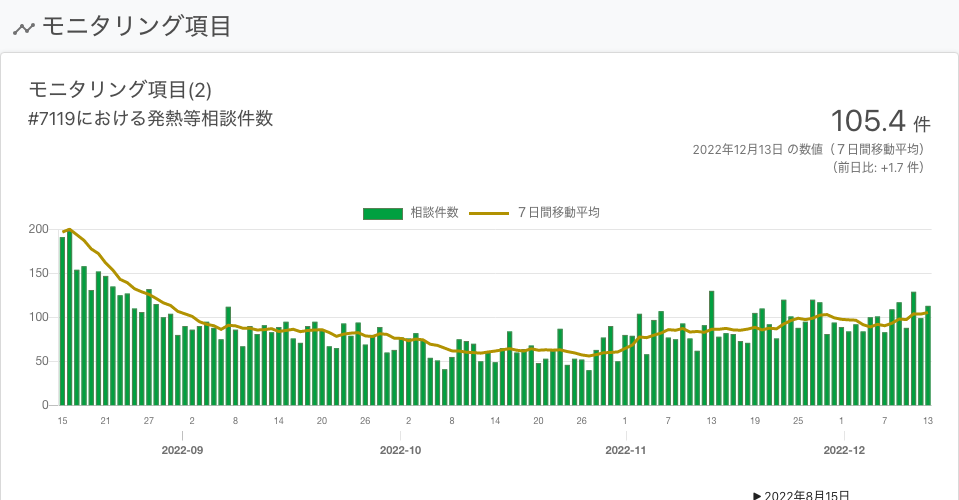 モニタリング項目
モニタリング項目(2)
#7119における発熱等相談件数
105.4 件
2022年12月13日 の数値（７日間移動平均）
（前日比: +1.7 件）
相談件数 ７日間移動平均
200
150
100
50
0
15 21 27 2 8 14 20 26 2 8 14 20 26 1 7 13 19 25 1 7 13
2022-09 2022-10 2022-11 2022-12
▶ 2022年8月15日